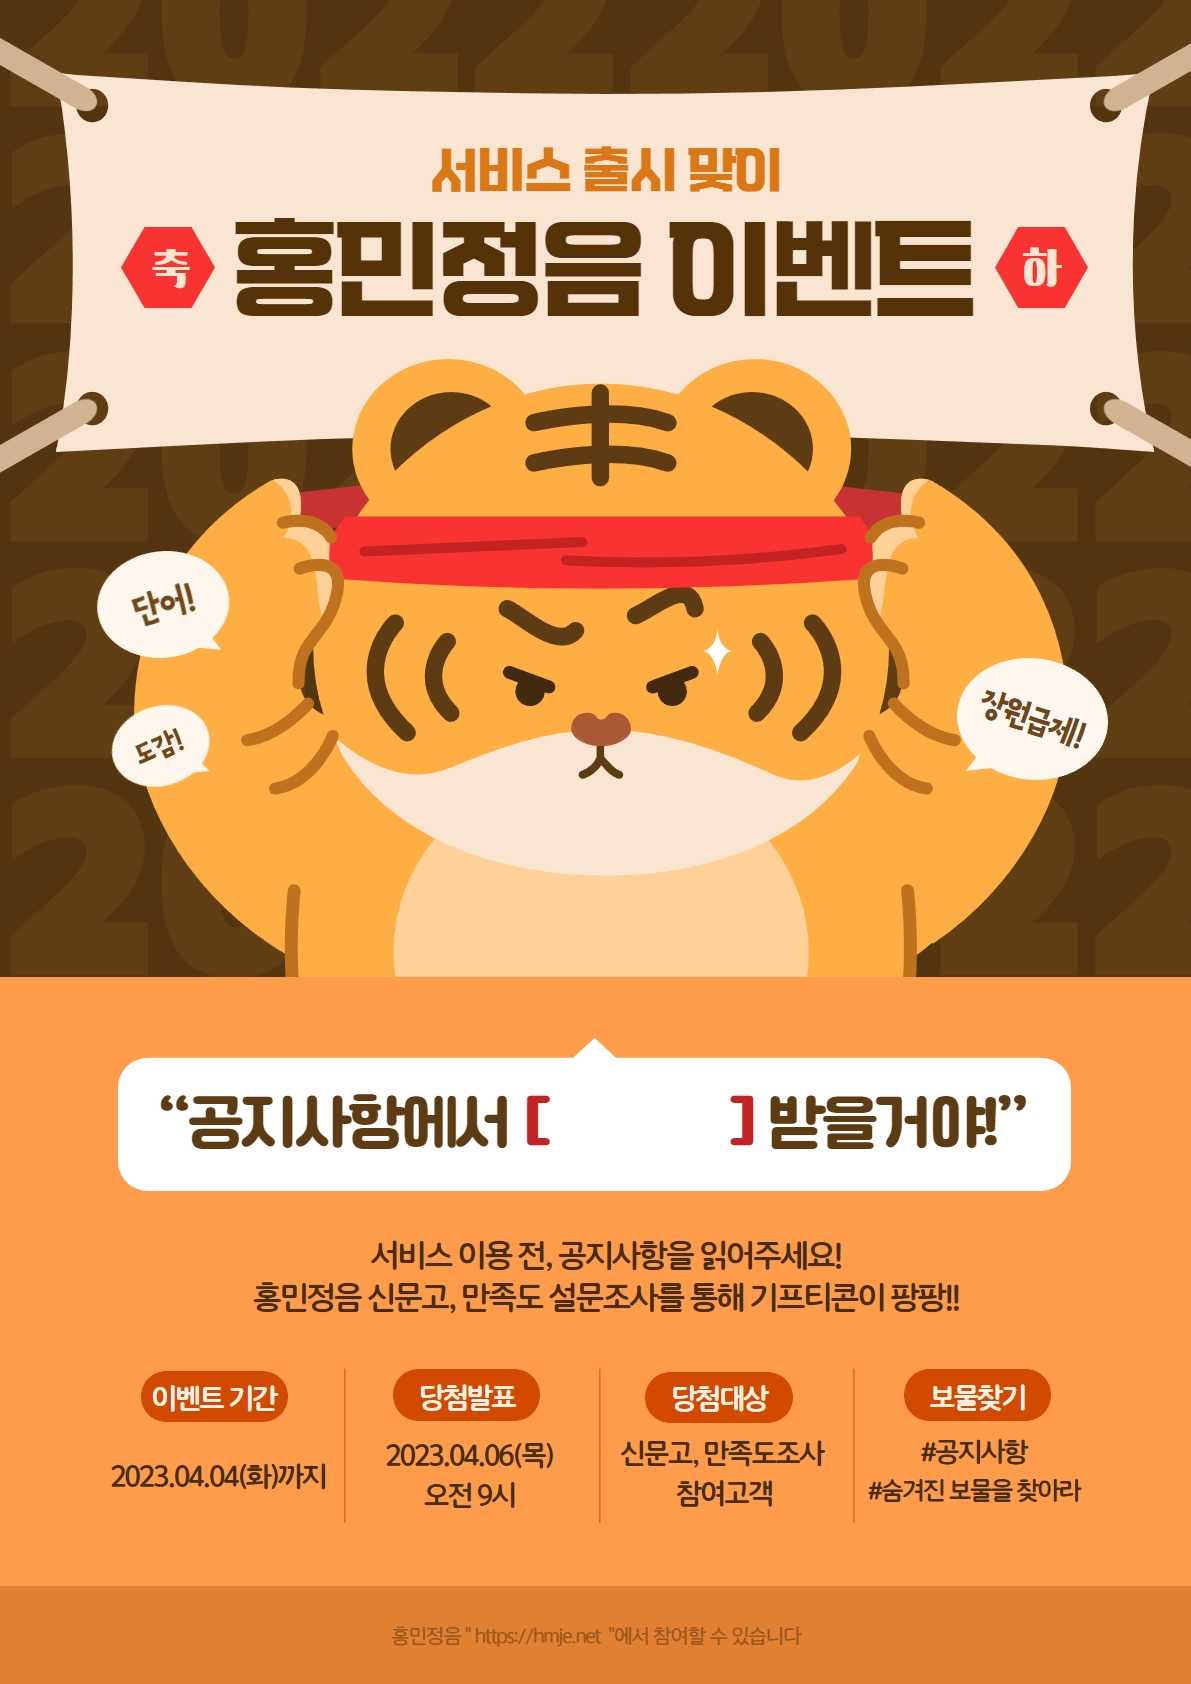 서비스 출시 맞이
축 홍민정음 이벤트 하
단어!
도감!
장원급제!
“공지사항에서 [ ] 받을거야!”
서비스 이용 전, 공지사항을 읽어주세요!
홍민정음 신문고, 만족도 설문조사를 통해 기프티콘이 팡팡!!
이벤트 기간
2023.04.04(화)까지
당첨발표
2023.04.06(목)
오전 9시
당첨대상
신문고, 만족도조사
참여고객
보물찾기
#공지사항
#숨겨진 보물을 찾아라
홍민정음 " https://hmje.net "에서 참여할 수 있습니다
2022 2022